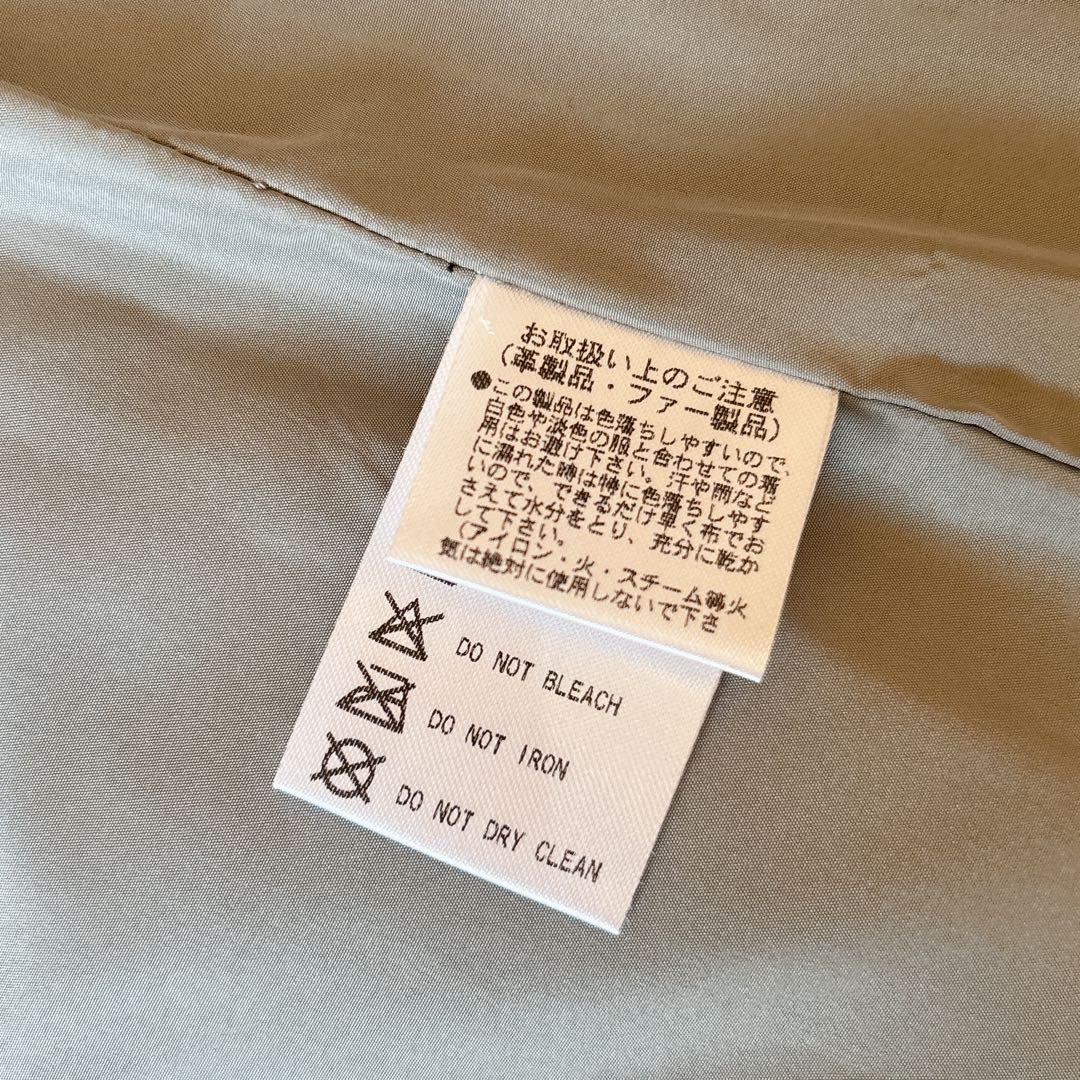 お取扱い上のご注意
(革製品・ファー製品)
●この製品は色落ちしやすいので、
白色や淡色の服と合わせての着
用はお避け下さい。汗や雨など
に濡れた時は特に色落ちしやす
いので、できるだけ早く布でお
さえて水分をとり、充分に乾か
して下さい。
(アイロン・火・スチーム等火
気は絶対に使用しないで下さ
DO NOT BLEACH
DO NOT IRON
DO NOT DRY CLEAN